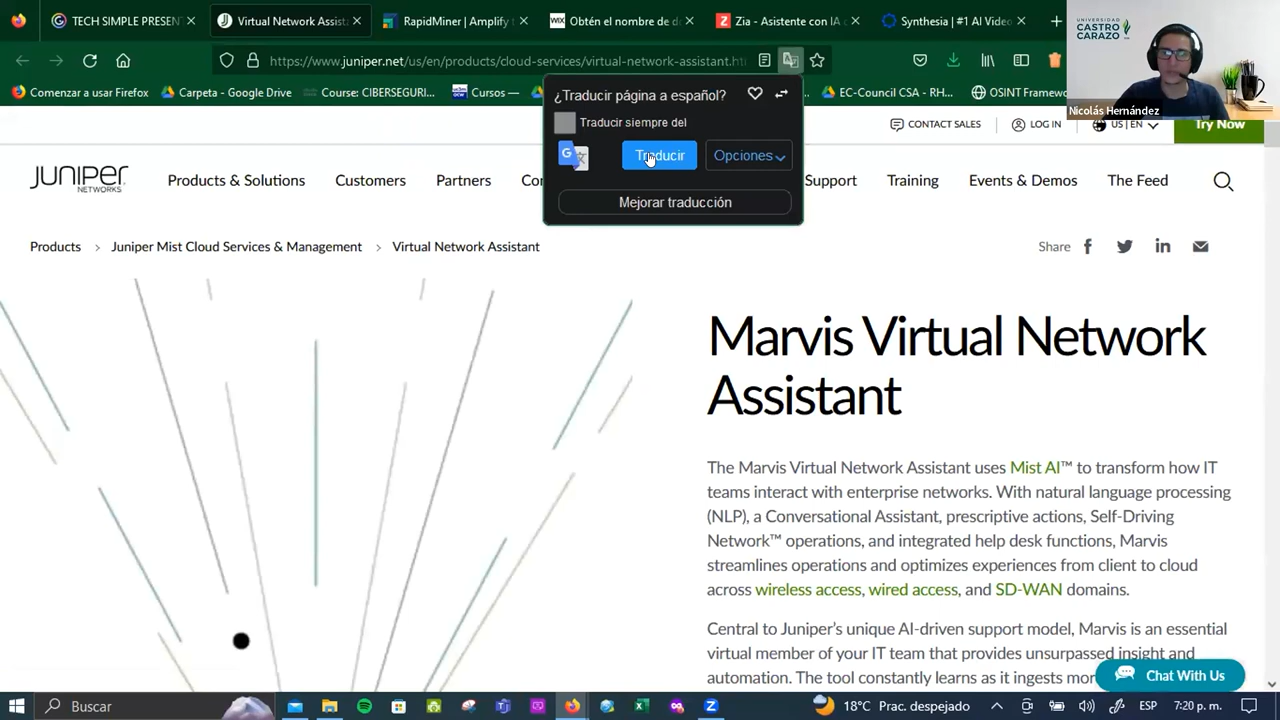 TECH SIMPLE PRESENT
Virtual Network Assista
RapidMiner | Amplify t
WIX Obtén el nombre de do
Zia - Asistente con IA c
Synthesia | #1 AI Video
UNIVERSIDAD
CASTRO
CARAZO
https://www.juniper.net/us/en/products/cloud-services/virtual-network-assistant.ht
Nicolás Hernández
Comenzar a usar Firefox
Carpeta - Google Drive
Course: CIBERSEGURI...
Cursos —
EC-Council CSA - RH...
OSINT Framework
¿Traducir página a español?
Traducir siempre del
Traducir
Opciones
Mejorar traducción
CONTACT SALES
LOG IN
US | EN
Try Now
JUNIPER
NETWORKS
Products & Solutions
Customers
Partners
Co
Support
Training
Events & Demos
The Feed
Products > Juniper Mist Cloud Services & Management > Virtual Network Assistant
Share
Marvis Virtual Network
Assistant
The Marvis Virtual Network Assistant uses Mist AI™ to transform how IT
teams interact with enterprise networks. With natural language processing
(NLP), a Conversational Assistant, prescriptive actions, Self-Driving
Network™ operations, and integrated help desk functions, Marvis
streamlines operations and optimizes experiences from client to cloud
across wireless access, wired access, and SD-WAN domains.
Central to Juniper's unique AI-driven support model, Marvis is an essential
virtual member of your IT team that provides unsurpassed insight and
automation. The tool constantly learns as it ingests mor
Chat With Us
Buscar
18°C Prac. despejado
ESP
7:20 p. m.